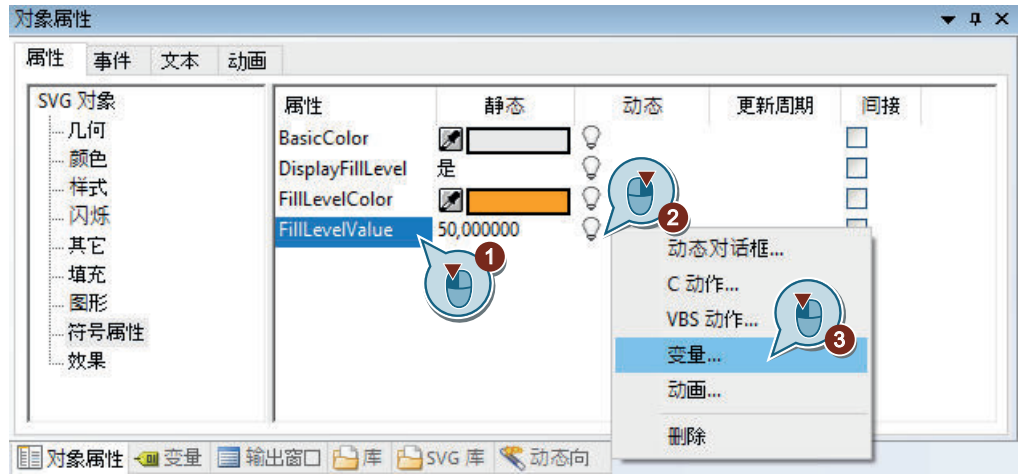 对象属性
属性 事件 文本 动画
SVG 对象
几何
颜色
样式
闪烁
其它
填充
图形
符号属性
效果
属性 静态 动态 更新周期 间接
BasicColor
DisplayFillLevel 是
FillLevelColor
FillLevelValue 50,000000
1
2
动态对话框...
C 动作...
VBS 动作...
变量...
3
动画...
删除
对象属性 变量 输出窗口 库 SVG 库 动态向